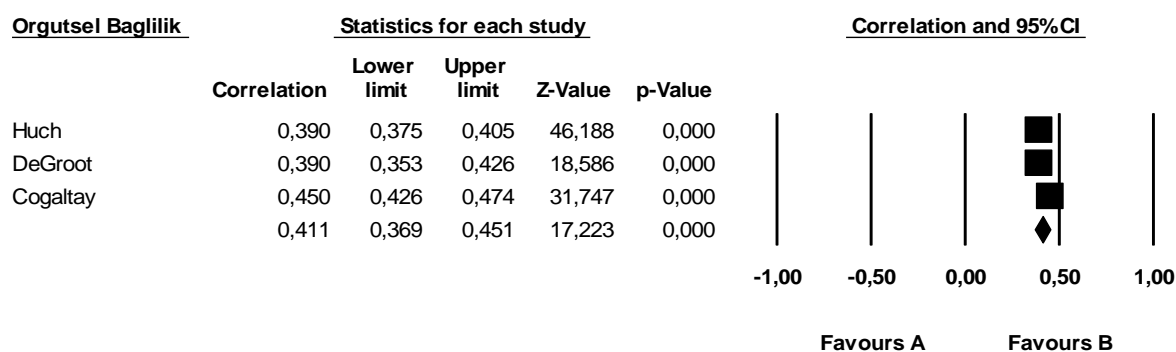 Orgutsel Baglilik Statistics for each study Correlation and 95%CI
Lower Upper
Correlation limit limit Z-Value p-Value
Huch 0,390 0,375 0,405 46,188 0,000
DeGroot 0,390 0,353 0,426 18,586 0,000
Cogaltay 0,450 0,426 0,474 31,747 0,000
0,411 0,369 0,451 17,223 0,000
-1,00 -0,50 0,00 0,50 1,00
Favours A Favours B